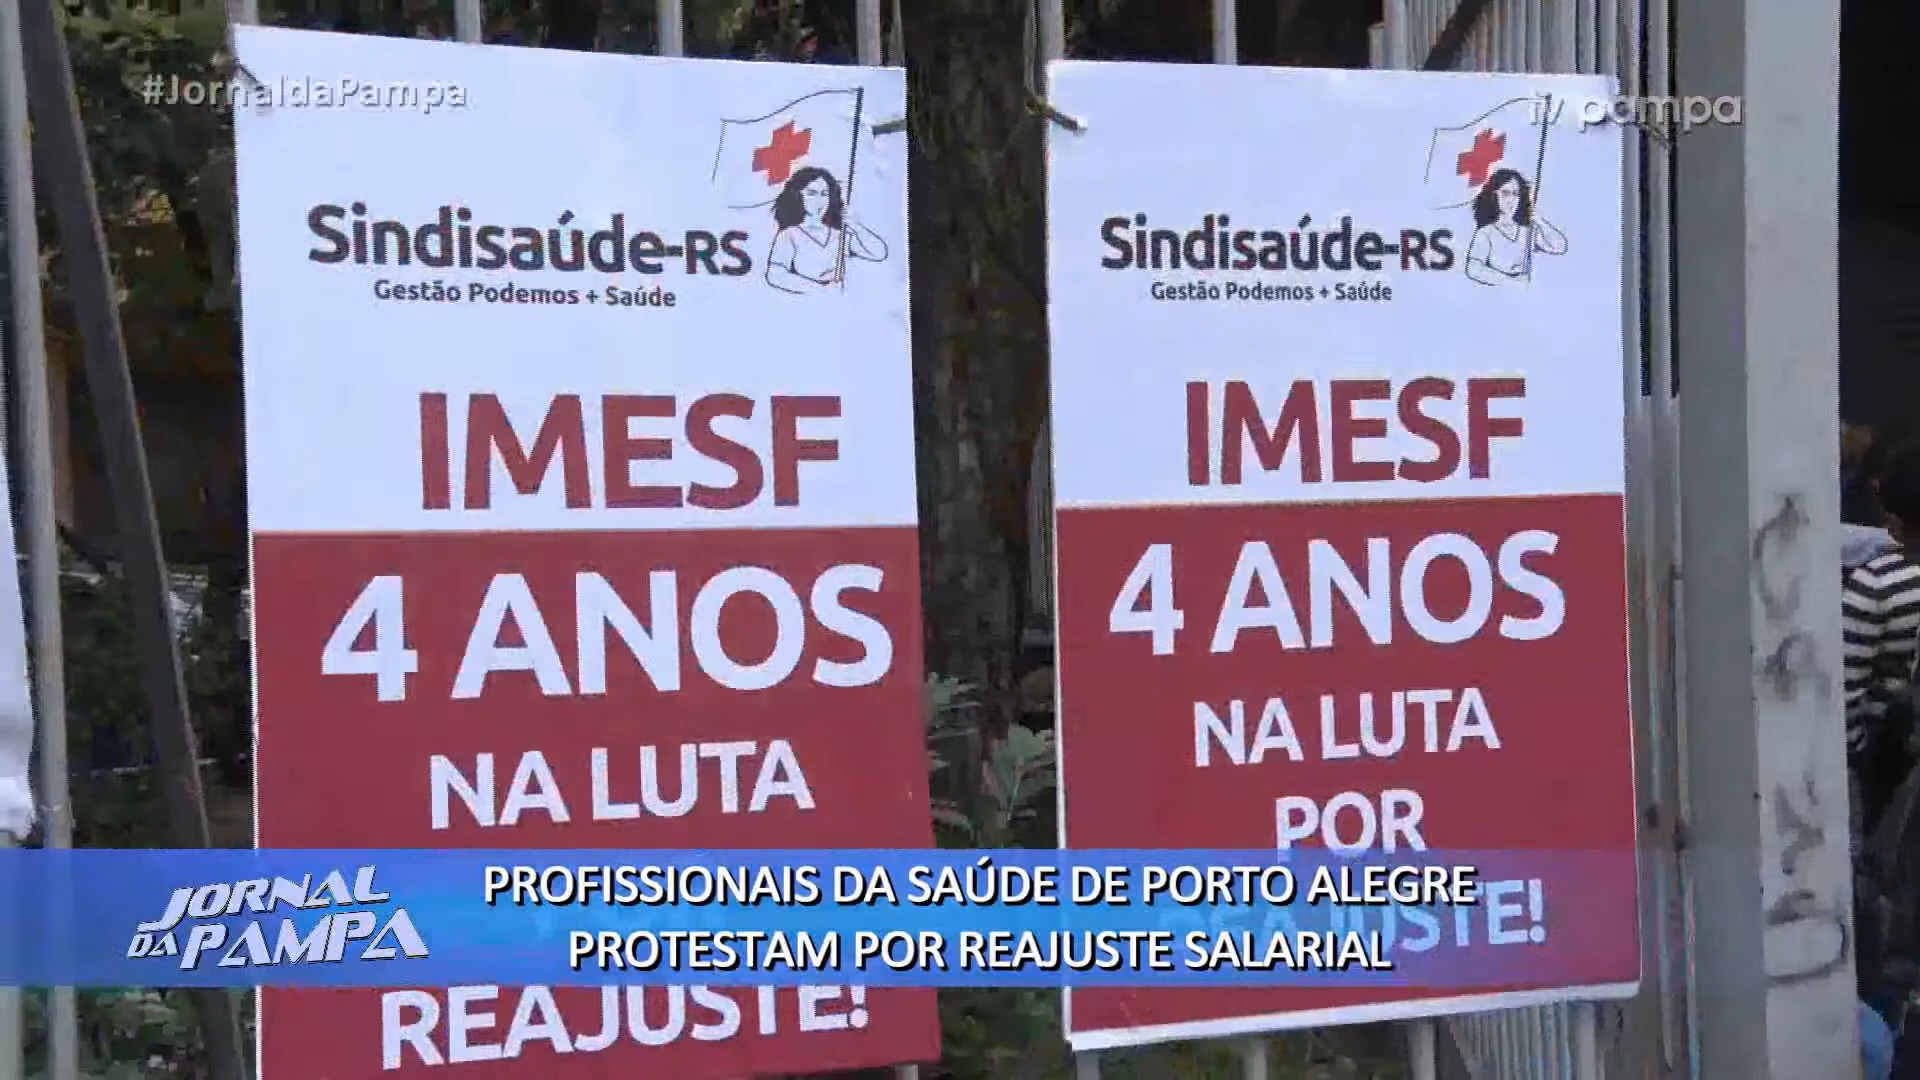 #JornaldaPampa
tv pampa
Sindisaúde-RS
Gestão Podemos + Saúde
IMESF
4 ANOS
NA LUTA
REAJUSTE!
Sindisaúde-RS
Gestão Podemos + Saúde
IMESF
4 ANOS
NA LUTA
POR
REAJUSTE!
JORNAL
DA PAMPA
PROFISSIONAIS DA SAÚDE DE PORTO ALEGRE
PROTESTAM POR REAJUSTE SALARIAL